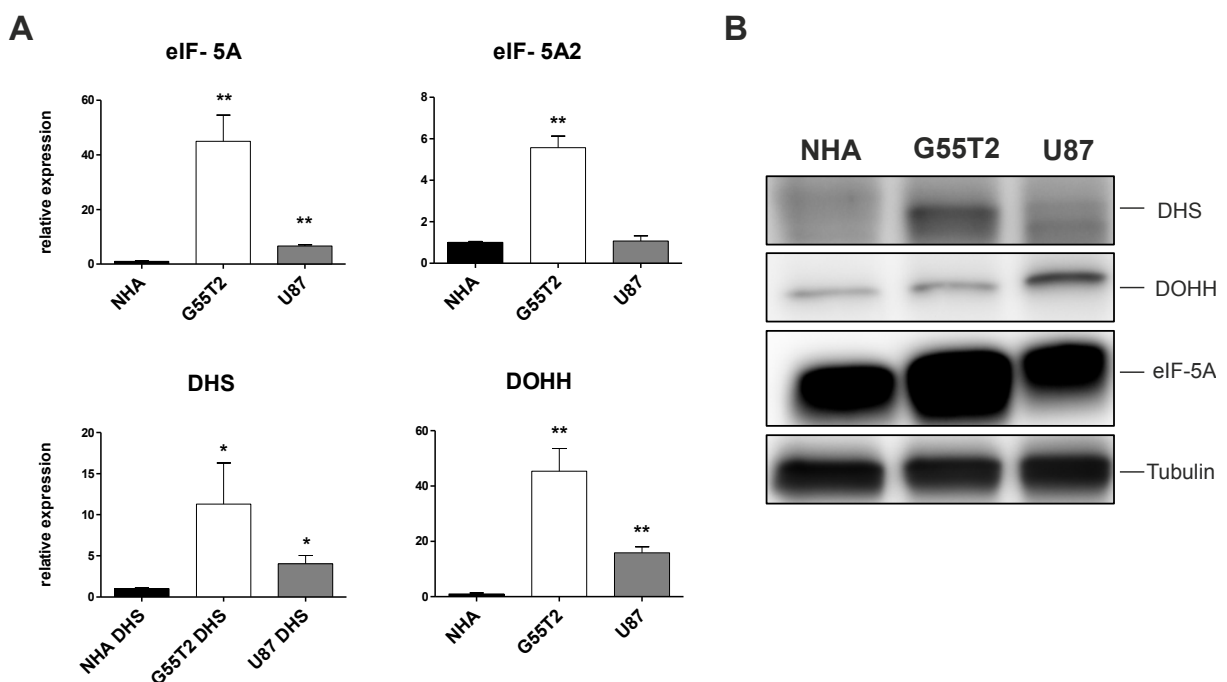 A
B
eIF- 5A
eIF- 5A2
relative expression
60
40
20
0
**
**
NHA
G55T2
U87
8
6
4
2
0
**
NHA
G55T2
U87
DHS
DOHH
relative expression
20
15
10
5
0
*
*
NHA DHS
G55T2 DHS
U87 DHS
60
40
20
0
**
**
NHA
G55T2
U87
NHA G55T2 U87
DHS
DOHH
eIF-5A
Tubulin